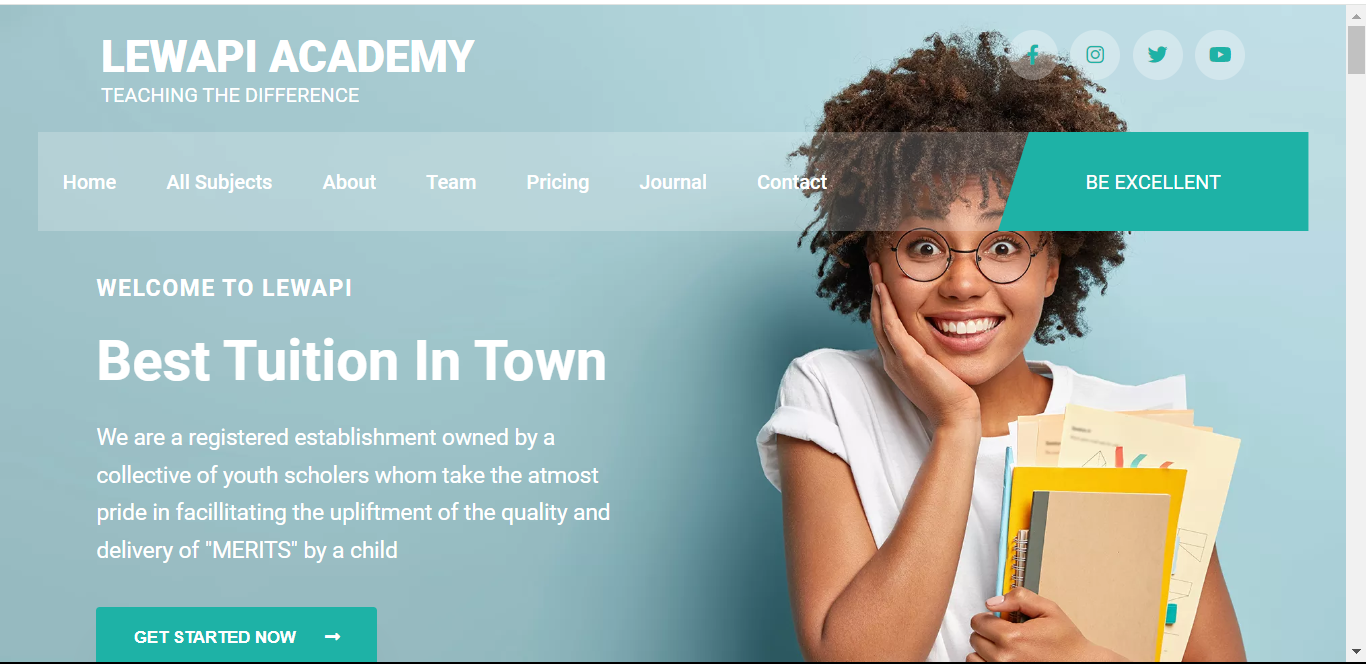 LEWAPI ACADEMY
TEACHING THE DIFFERENCE
Home All Subjects About Team Pricing Journal Contact BE EXCELLENT
WELCOME TO LEWAPI
Best Tuition In Town
We are a registered establishment owned by a
collective of youth scholers whom take the atmost
pride in facillitating the upliftment of the quality and
delivery of "MERITS" by a child
GET STARTED NOW